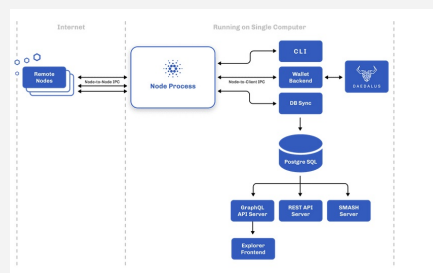 Internet
Running on Single Computer
Remote
Nodes
Node-to-Node IPC
Node Process
Node-to-Client IPC
CLI
Wallet
Backend
DB Sync
DAEDALUS
Postgre SQL
GraphQL
API Server
REST API
Server
SMASH
Server
Explorer
Frontend